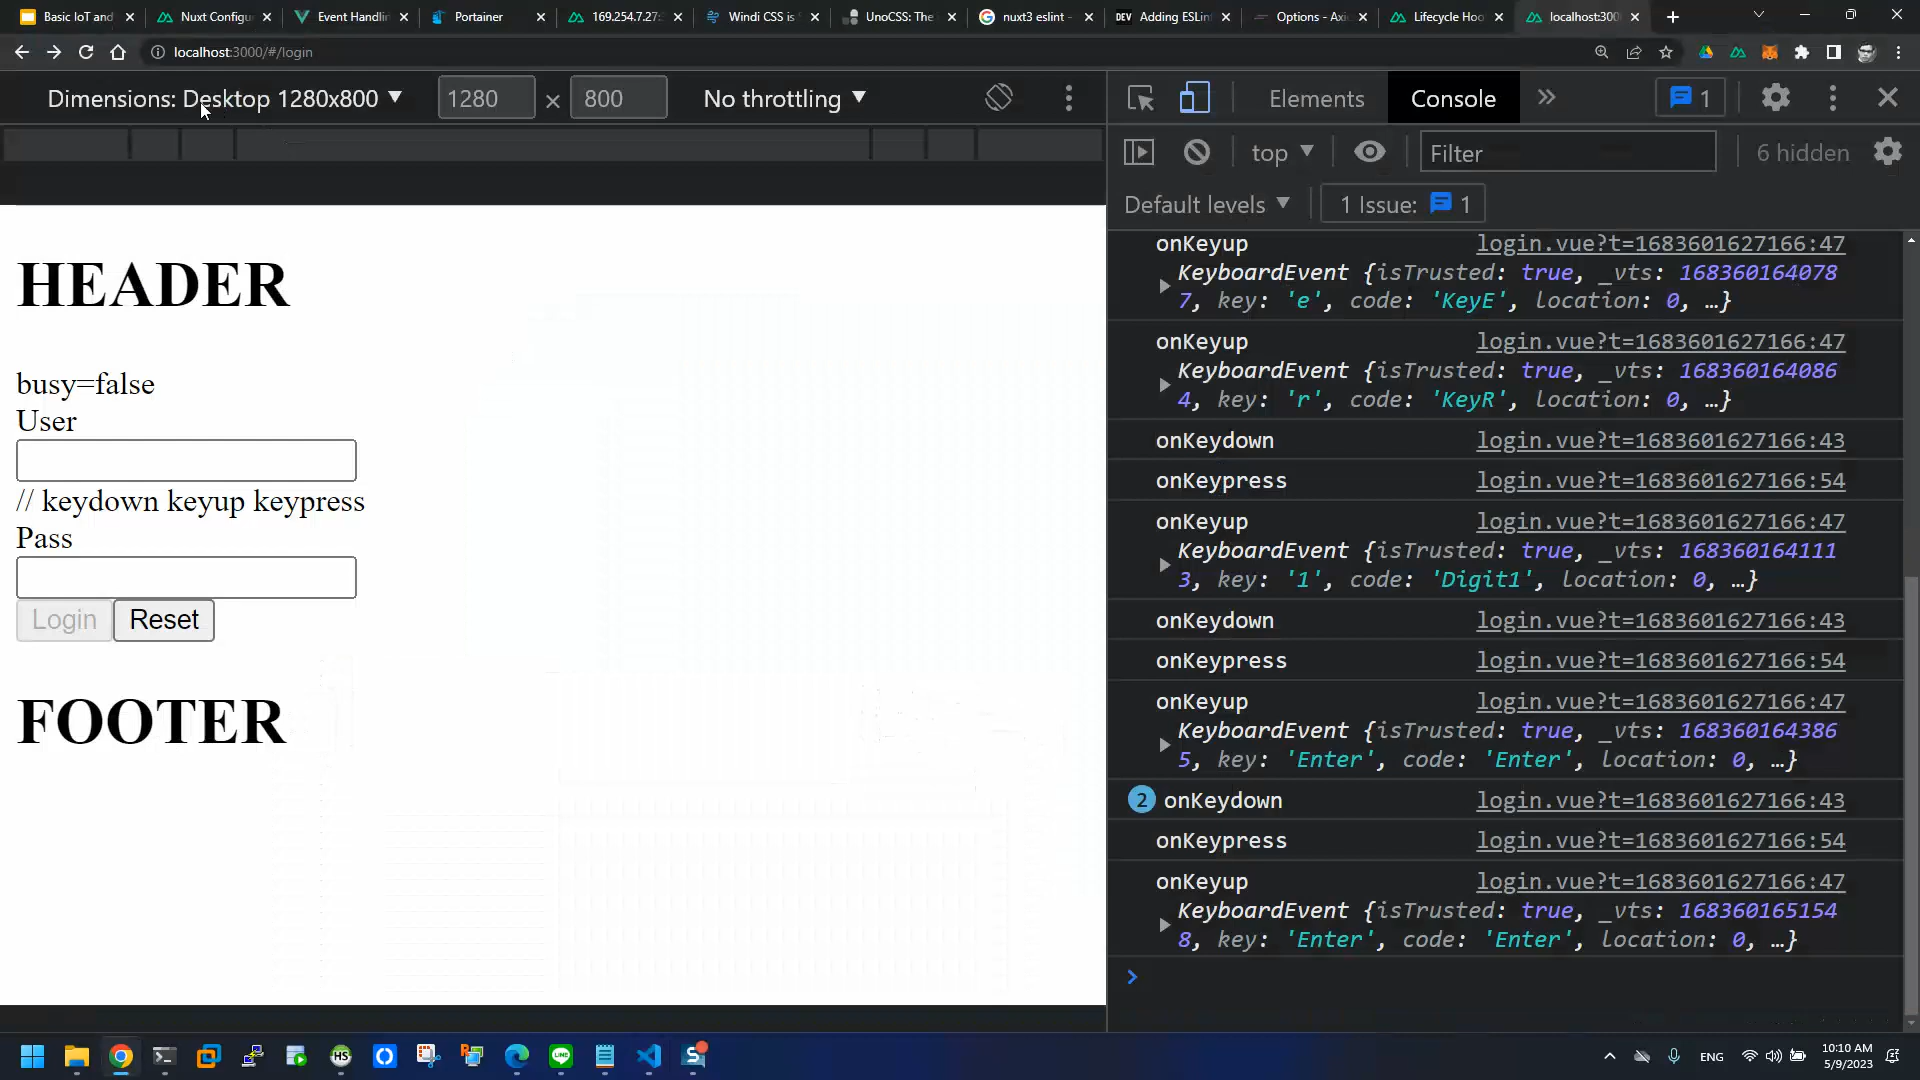 Basic IoT and
Nuxt Configu
Event Handlin
Portainer
169.254.7.27:
Windi CSS is
UnoCSS: The
nuxt3 eslint -
DEV Adding ESLin
Options - Axi
Lifecycle Hoo
localhost:300
localhost:3000/#/login
Dimensions: Desktop 1280x800
1280 × 800
No throttling
Elements
Console
1
top
Filter
6 hidden
Default levels
1 Issue: 1
HEADER
busy=false
User
// keydown keyup keypress
Pass
Login Reset
FOOTER
onKeyup login.vue?t=1683601627166:47
KeyboardEvent {isTrusted: true, _vts: 168360164078
7, key: 'e', code: 'KeyE', location: 0, …}
onKeyup login.vue?t=1683601627166:47
KeyboardEvent {isTrusted: true, _vts: 168360164086
4, key: 'r', code: 'KeyR', location: 0, …}
onKeydown login.vue?t=1683601627166:43
onKeypress login.vue?t=1683601627166:54
onKeyup login.vue?t=1683601627166:47
KeyboardEvent {isTrusted: true, _vts: 168360164111
3, key: '1', code: 'Digit1', location: 0, …}
onKeydown login.vue?t=1683601627166:43
onKeypress login.vue?t=1683601627166:54
onKeyup login.vue?t=1683601627166:47
KeyboardEvent {isTrusted: true, _vts: 168360164386
5, key: 'Enter', code: 'Enter', location: 0, …}
2 onKeydown login.vue?t=1683601627166:43
onKeypress login.vue?t=1683601627166:54
onKeyup login.vue?t=1683601627166:47
KeyboardEvent {isTrusted: true, _vts: 168360165154
8, key: 'Enter', code: 'Enter', location: 0, …}
HS
LINE
ENG
10:10 AM
5/9/2023